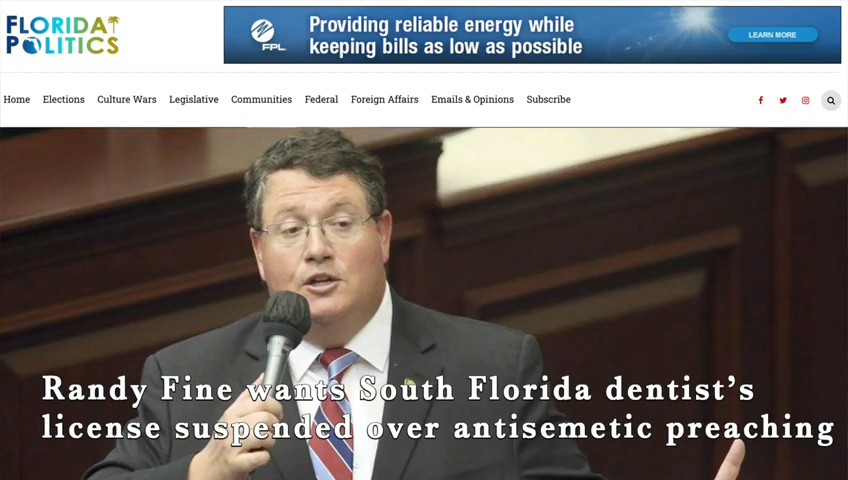 FLORIDA
POLITICS
FPL
Providing reliable energy while
keeping bills as low as possible
LEARN MORE
Home Elections Culture Wars Legislative Communities Federal Foreign Affairs Emails & Opinions Subscribe
Randy Fine wants South Florida dentist’s
license suspended over antisemetic preaching